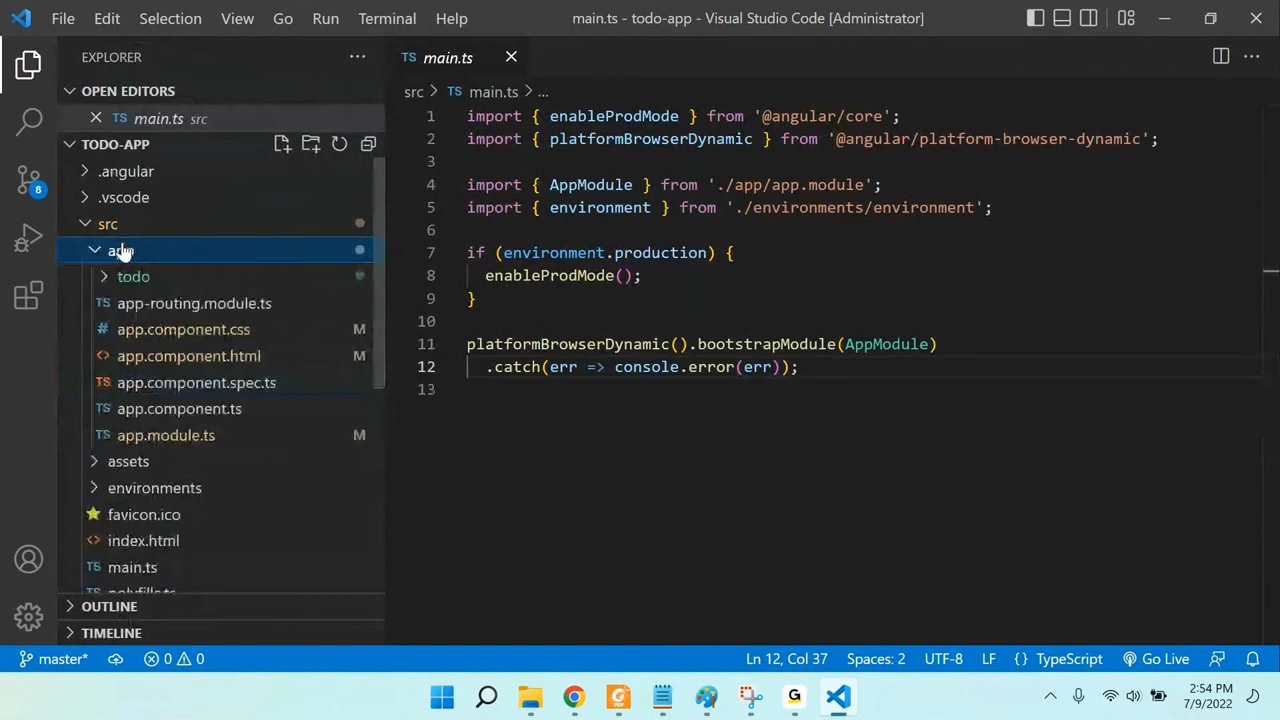 File Edit Selection View Go Run Terminal Help main.ts - todo-app - Visual Studio Code [Administrator]
EXPLORER
OPEN EDITORS
TS main.ts src
TODO-APP
.angular
.vscode
src
todo
TS app-routing.module.ts
# app.component.css M
<> app.component.html M
TS app.component.spec.ts
TS app.component.ts
TS app.module.ts M
assets
environments
favicon.ico
<> index.html
TS main.ts
polyfills.ts
OUTLINE
TIMELINE
8
TS main.ts
src > TS main.ts > ...
1 import { enableProdMode } from '@angular/core';
2 import { platformBrowserDynamic } from '@angular/platform-browser-dynamic';
3
4 import { AppModule } from './app/app.module';
5 import { environment } from './environments/environment';
6
7 if (environment.production) {
8 enableProdMode();
9 }
10
11 platformBrowserDynamic().bootstrapModule(AppModule)
12 .catch(err => console.error(err));
13
master* 0 0 Ln 12, Col 37 Spaces: 2 UTF-8 LF {} TypeScript Go Live
G
2:54 PM
7/9/2022